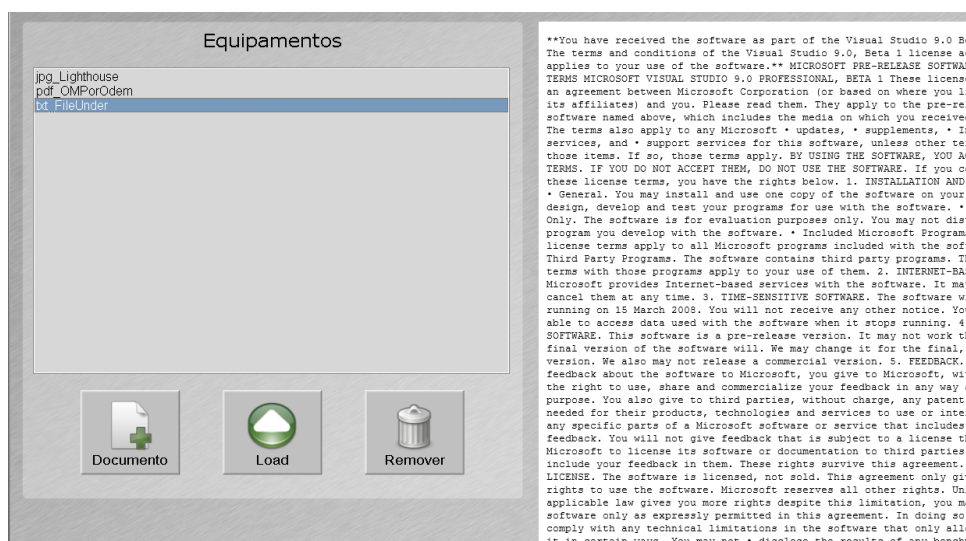 Equipamentos
jpg_Lighthouse
pdf_OMPorOdem
txt_FileUnder
Documento
Load
Remover
**You have received the software as part of the Visual Studio 9.0 Be
The terms and conditions of the Visual Studio 9.0, Beta 1 license a
applies to your use of the software.** MICROSOFT PRE-RELEASE SOFTWA
TERMS MICROSOFT VISUAL STUDIO 9.0 PROFESSIONAL, BETA 1 These license
an agreement between Microsoft Corporation (or based on where you l
its affiliates) and you. Please read them. They apply to the pre-re
software named above, which includes the media on which you received
The terms also apply to any Microsoft • updates, • supplements, • I
services, and • support services for this software, unless other te
those items. If so, those terms apply. BY USING THE SOFTWARE, YOU A
TERMS. IF YOU DO NOT ACCEPT THEM, DO NOT USE THE SOFTWARE. If you c
these license terms, you have the rights below. 1. INSTALLATION AND
• General. You may install and use one copy of the software on your
design, develop and test your programs for use with the software. •
Only. The software is for evaluation purposes only. You may not dis
program you develop with the software. • Included Microsoft Program
license terms apply to all Microsoft programs included with the sof
Third Party Programs. The software contains third party programs. T
terms with those programs apply to your use of them. 2. INTERNET-BA
Microsoft provides Internet-based services with the software. It ma
cancel them at any time. 3. TIME-SENSITIVE SOFTWARE. The software w
running on 15 March 2008. You will not receive any other notice. Yo
able to access data used with the software when it stops running. 4
SOFTWARE. This software is a pre-release version. It may not work t
final version of the software will. We may change it for the final,
version. We also may not release a commercial version. 5. FEEDBACK.
feedback about the software to Microsoft, you give to Microsoft, wi
the right to use, share and commercialize your feedback in any way
purpose. You also give to third parties, without charge, any patent
needed for their products, technologies and services to use or inte
any specific parts of a Microsoft software or service that includes
feedback. You will not give feedback that is subject to a license t
Microsoft to license its software or documentation to third parties
include your feedback in them. These rights survive this agreement.
LICENSE. The software is licensed, not sold. This agreement only gi
rights to use the software. Microsoft reserves all other rights. Un
applicable law gives you more rights despite this limitation, you m
software only as expressly permitted in this agreement. In doing so
comply with any technical limitations in the software that only all
it in certain ways. You may not • disclose the results of any bench